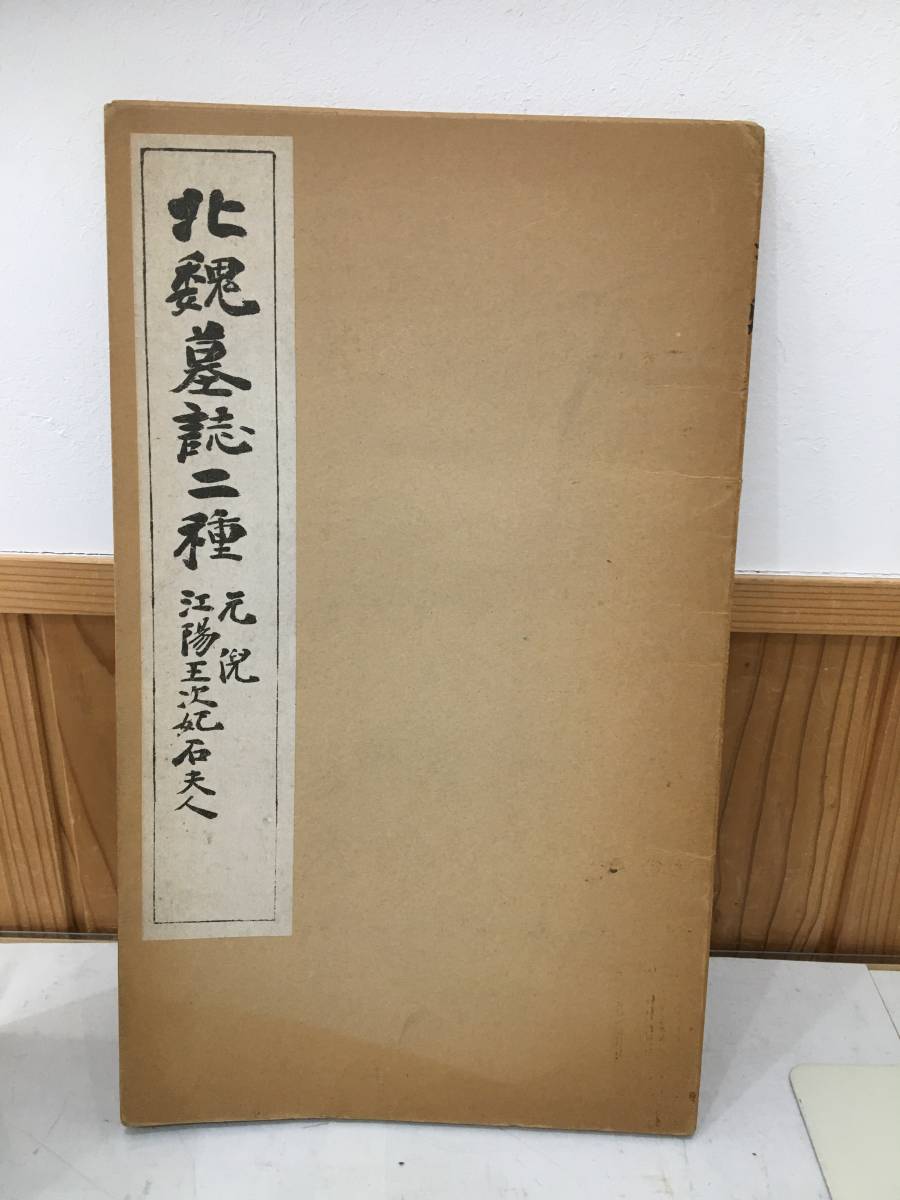 北魏墓誌二種
元倪
江陽王次妃石夫人